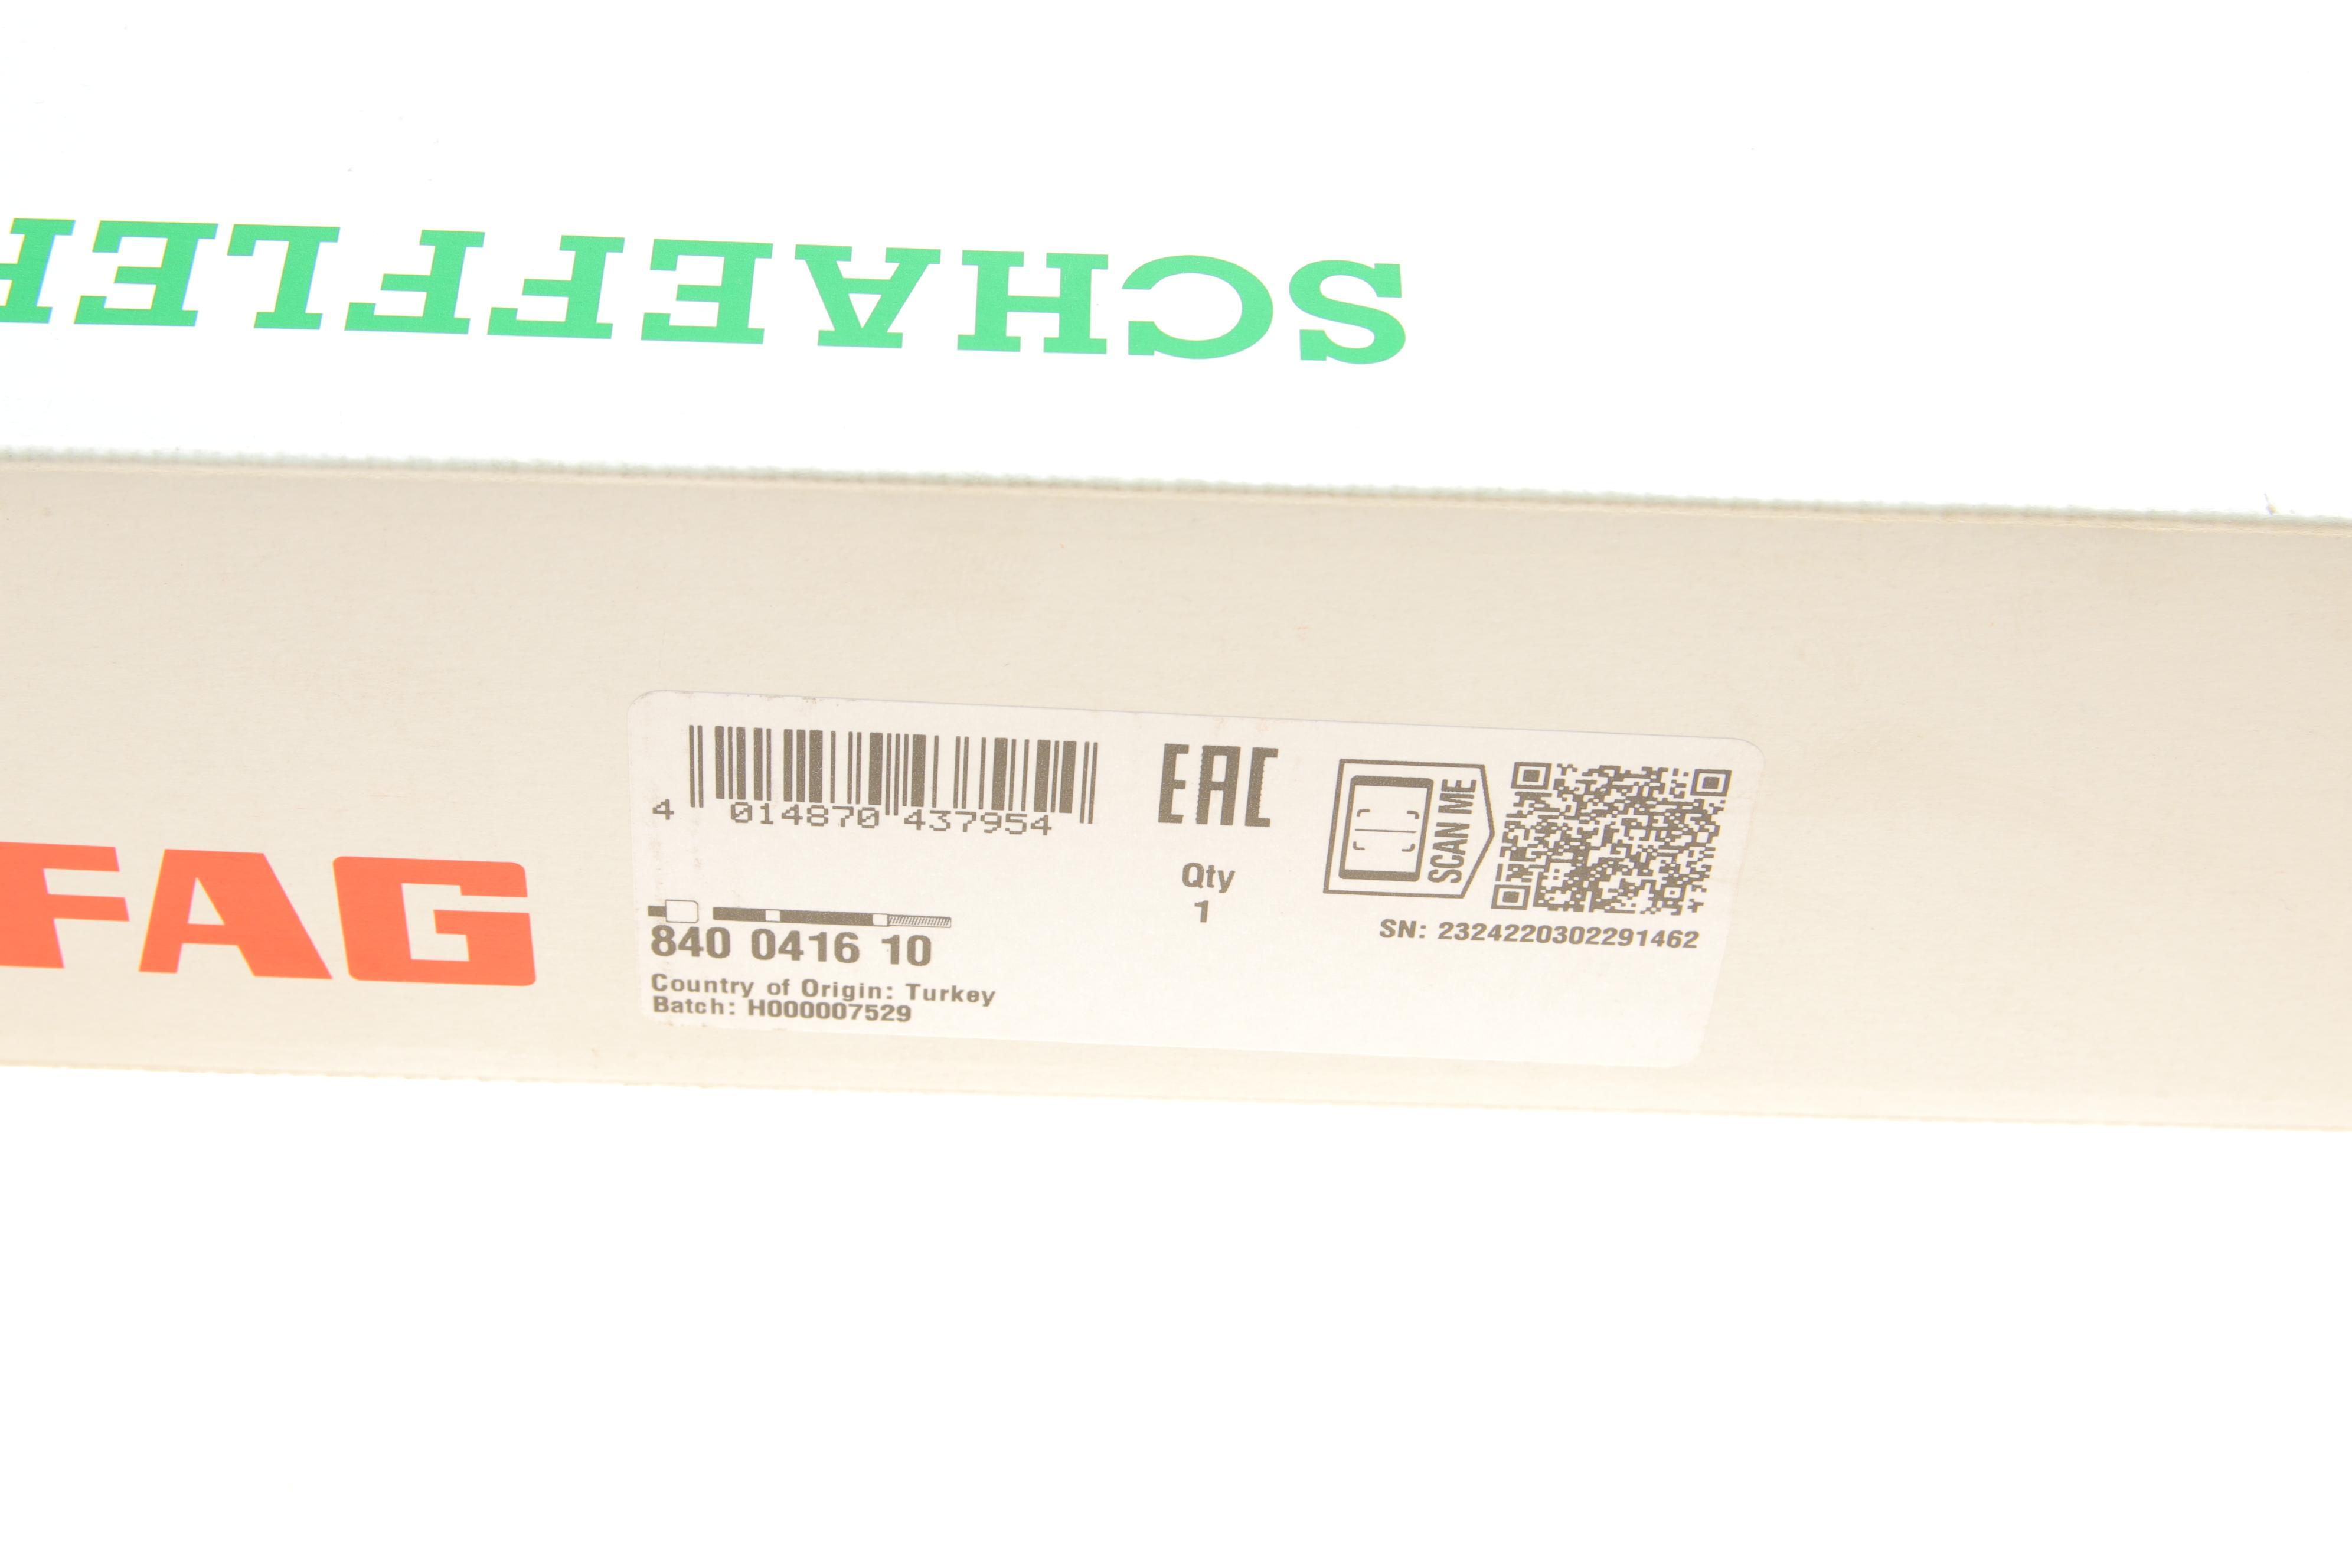 SCHAEFFLER
FAG
4 014870 437954
EAC
Qty
1
SCAN ME
SN: 2324220302291462
840 0416 10
Country of Origin: Turkey
Batch: H000007529